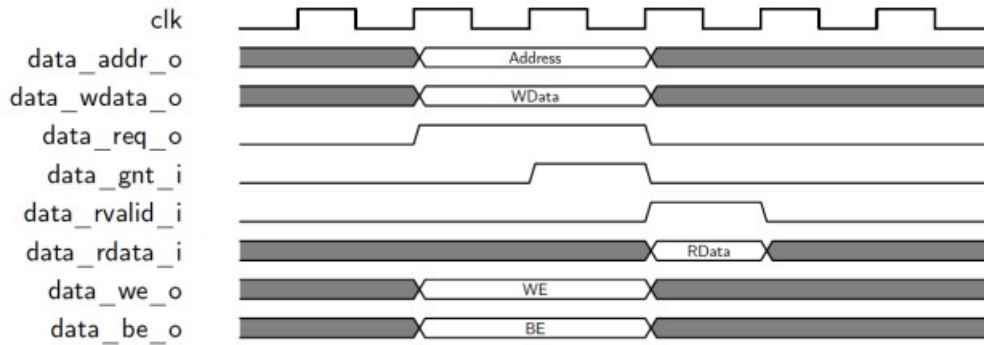 clk
data_addr_o Address
data_wdata_o WData
data_req_o
data_gnt_i
data_rvalid_i
data_rdata_i RData
data_we_o WE
data_be_o BE